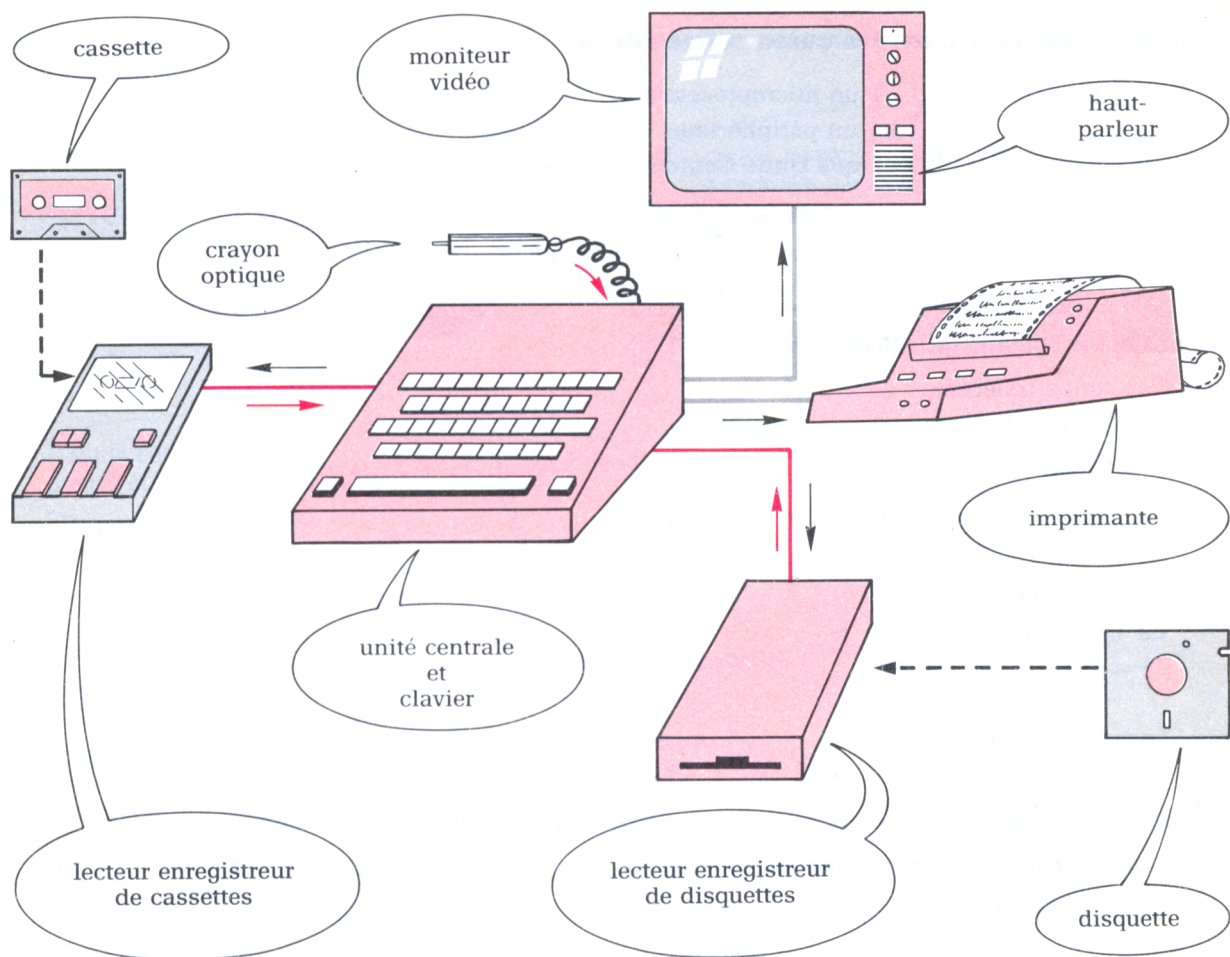 cassette
moniteur
vidéo
haut-
parleur
crayon
optique
imprimante
unité centrale
et
clavier
lecteur enregistreur
de cassettes
lecteur enregistreur
de disquettes
disquette